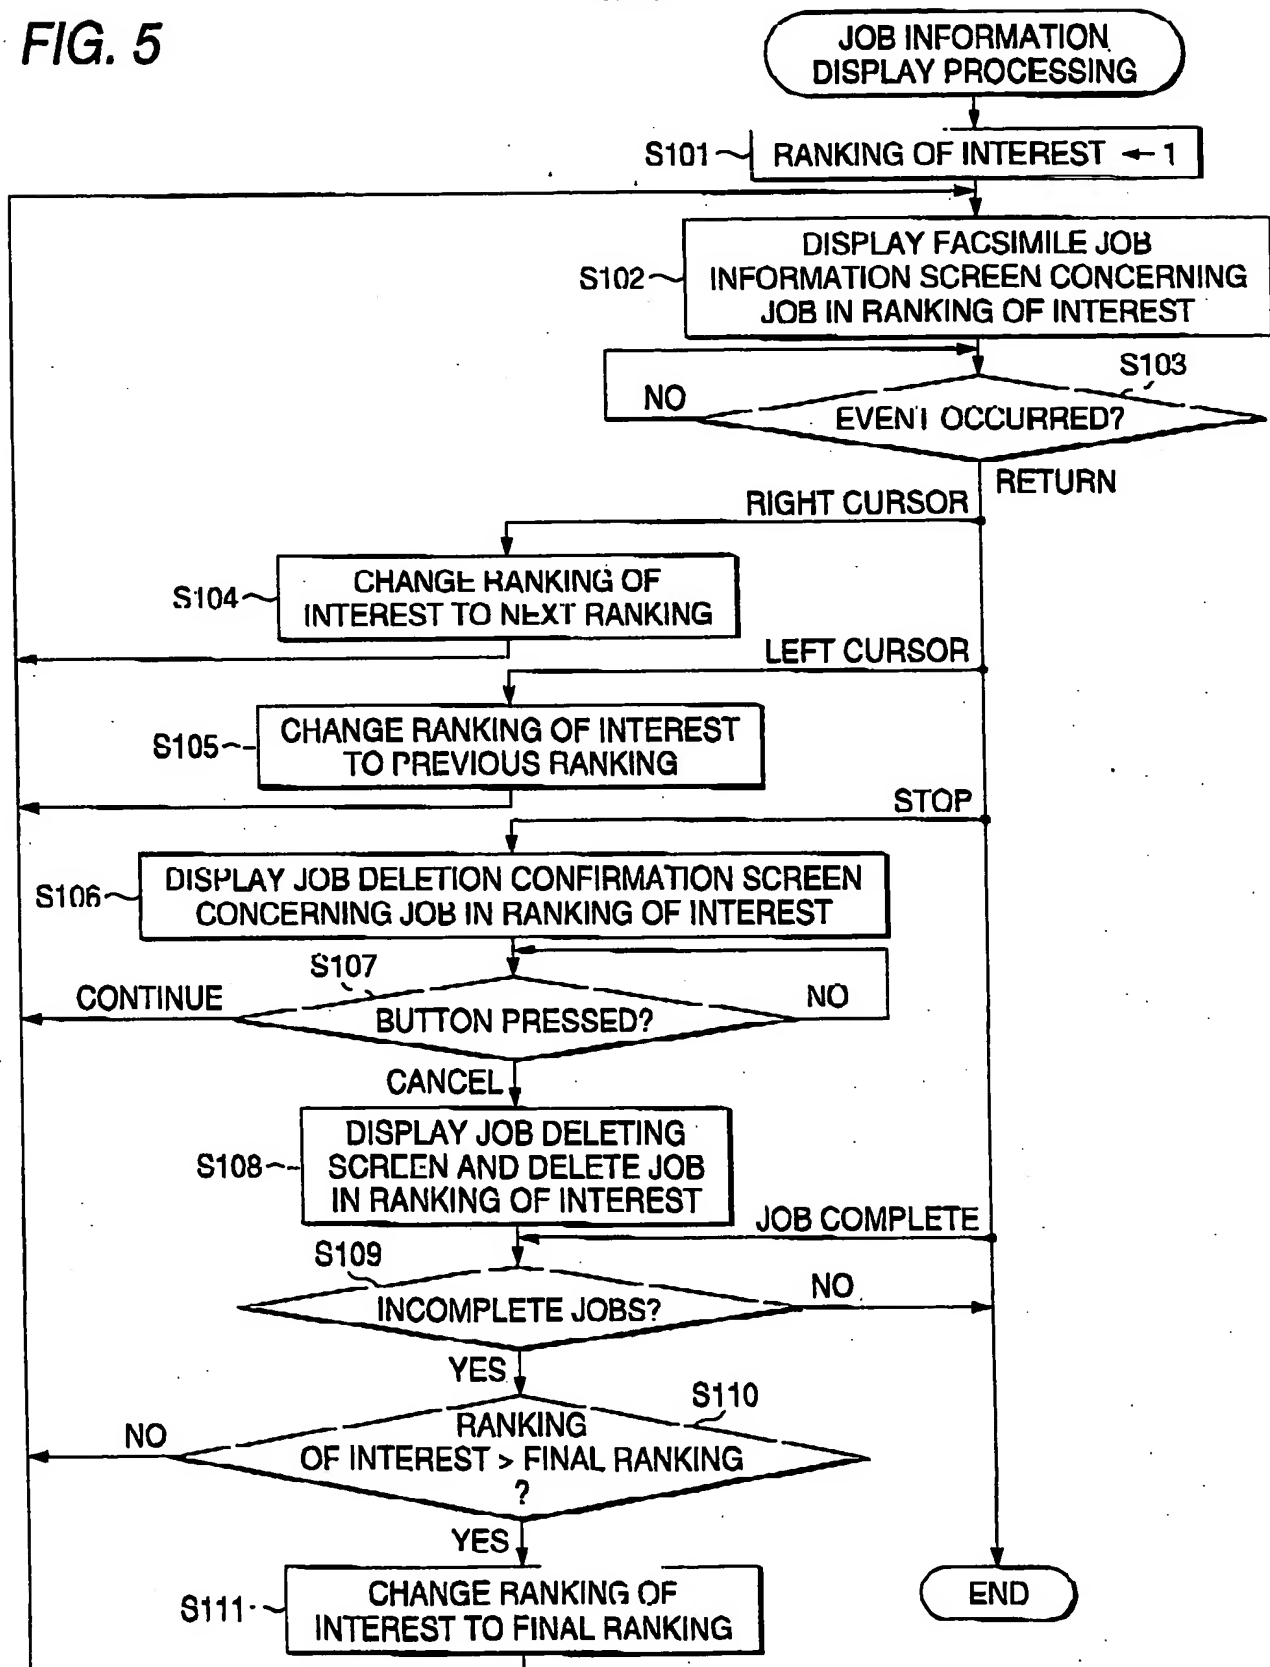 FIG. 5
JOB INFORMATION
DISPLAY PROCESSING
S101
RANKING OF INTEREST ← 1
S102
DISPLAY FACSIMILE JOB
INFORMATION SCREEN CONCERNING
JOB IN RANKING OF INTEREST
S103
NO
EVENT OCCURRED?
RETURN
RIGHT CURSOR
S104
CHANGE RANKING OF
INTEREST TO NEXT RANKING
LEFT CURSOR
S105
CHANGE RANKING OF INTEREST
TO PREVIOUS RANKING
STOP
S106
DISPLAY JOB DELETION CONFIRMATION SCREEN
CONCERNING JOB IN RANKING OF INTEREST
S107
CONTINUE
BUTTON PRESSED?
NO
CANCEL
S108
DISPLAY JOB DELETING
SCREEN AND DELETE JOB
IN RANKING OF INTEREST
JOB COMPLETE
S109
INCOMPLETE JOBS?
NO
YES
S110
NO
RANKING
OF INTEREST > FINAL RANKING
?
YES
S111
CHANGE RANKING OF
INTEREST TO FINAL RANKING
END